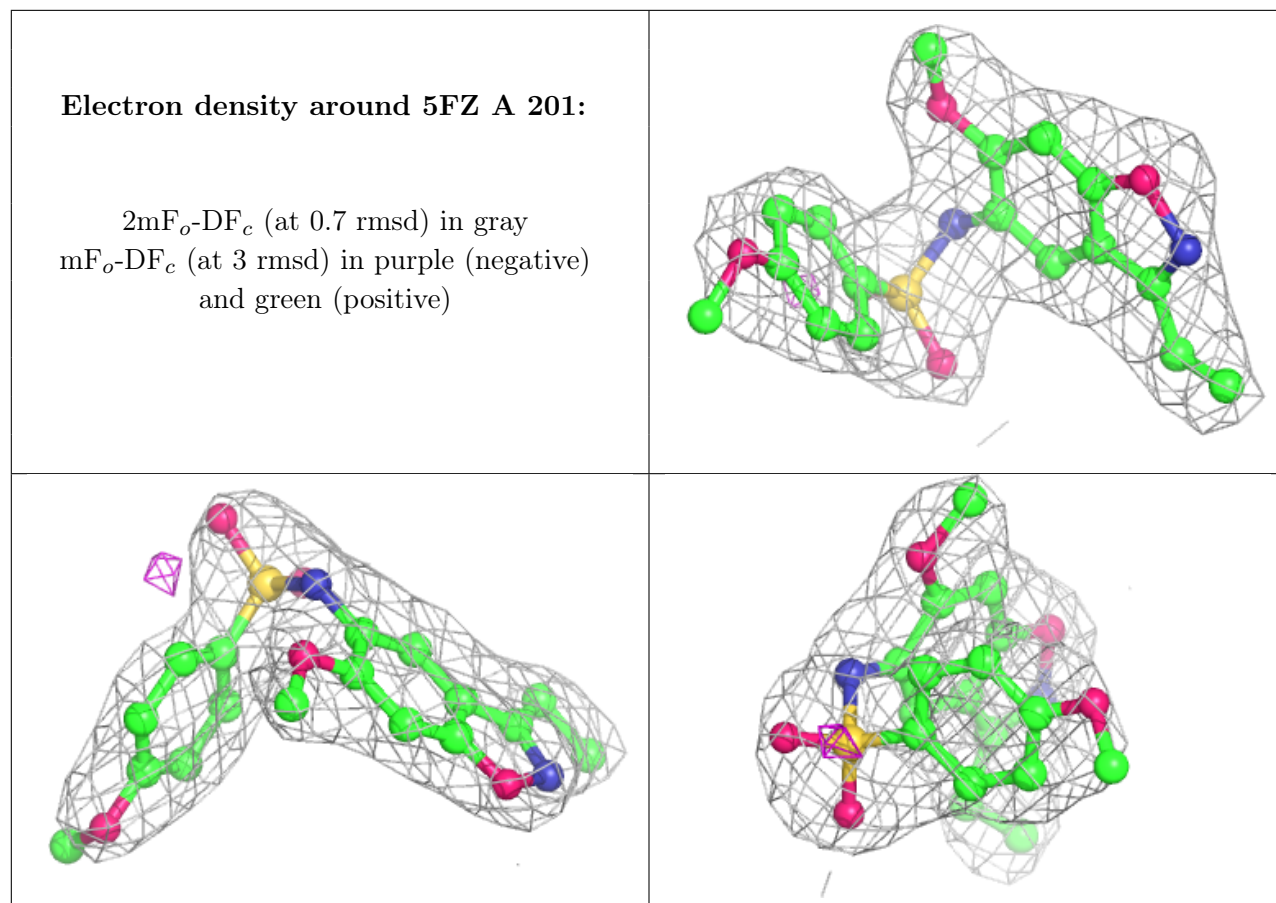 Electron density around 5FZ A 201:
2mFo-DFc (at 0.7 rmsd) in gray
mFo-DFc (at 3 rmsd) in purple (negative)
and green (positive)